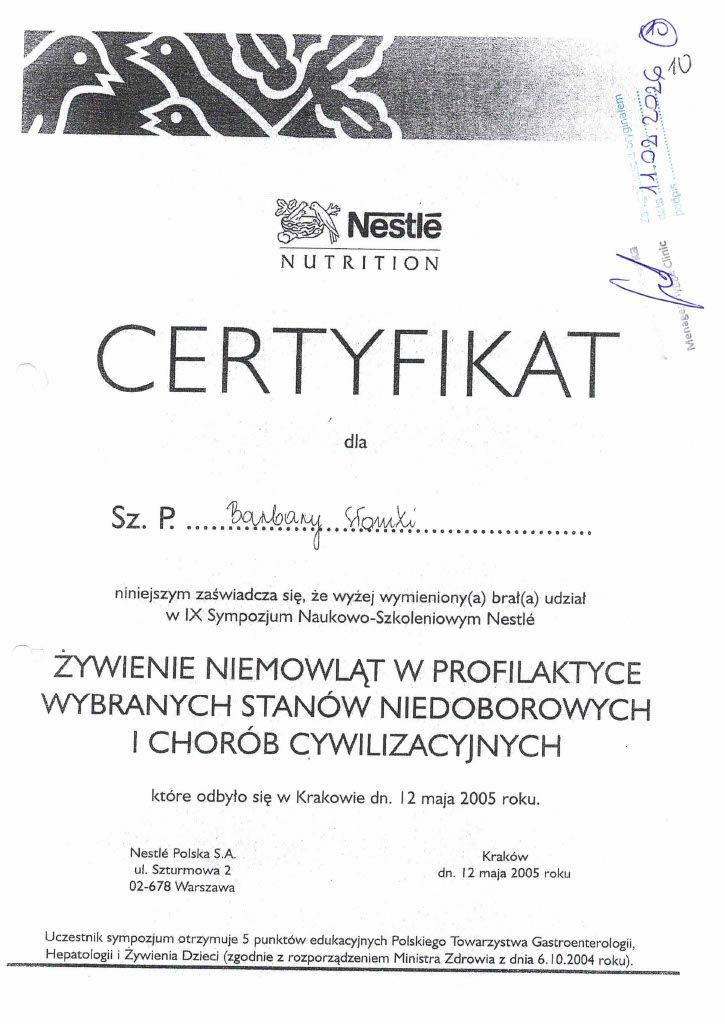 10
Nestlé
NUTRITION
CERTYFIKAT
dla
Sz. P. Barbary Słomki
niniejszym zaświadcza się, że wyżej wymieniony(a) brał(a) udział
w IX Sympozjum Naukowo-Szkoleniowym Nestlé
ŻYWIENIE NIEMOWLĄT W PROFILAKTYCE
WYBRANYCH STANÓW NIEDOBOROWYCH
I CHORÓB CYWILIZACYJNYCH
które odbyło się w Krakowie dn. 12 maja 2005 roku.
Nestlé Polska S.A.
ul. Szturmowa 2
02-678 Warszawa
Kraków
dn. 12 maja 2005 roku
Uczestnik sympozjum otrzymuje 5 punktów edukacyjnych Polskiego Towarzystwa Gastroenterologii,
Hepatologii i Żywienia Dzieci (zgodnie z rozporządzeniem Ministra Zdrowia z dnia 6.10.2004 roku).